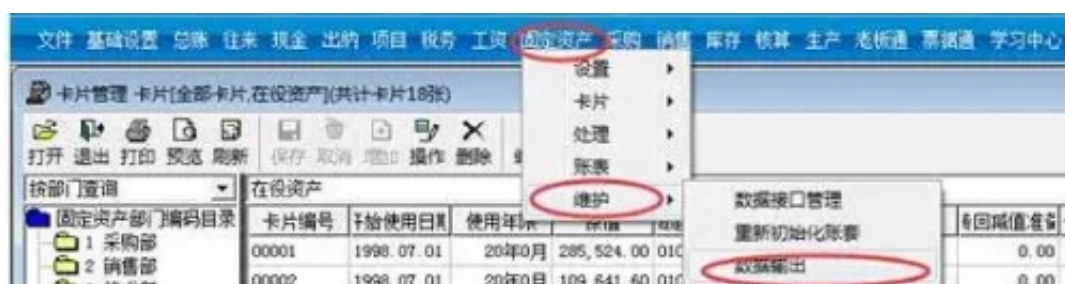 文件 基础设置 总账 往来 现金 出纳 项目 税务 工资 固定资产 采购 销售 库存 核算 生产 老板通 票据通 学习中心
设置
卡片管理 卡片[全部卡片,在役资产](共计卡片18张)
卡片
打开 退出 打印 预览 刷新 保存 取消 增加 操作 删除
处理
账表
按部门查询 在役资产
维护
数据接口管理
固定资产部门编码目录 卡片编号 开始使用日期 使用年限 原值
重新初始化账套
1 采购部
00001 1998.07.01 20年0月 285,524.00 010 0.00
2 销售部
数据输出
00002 1998.07.01 20年0月 109,641.60 010 0.00